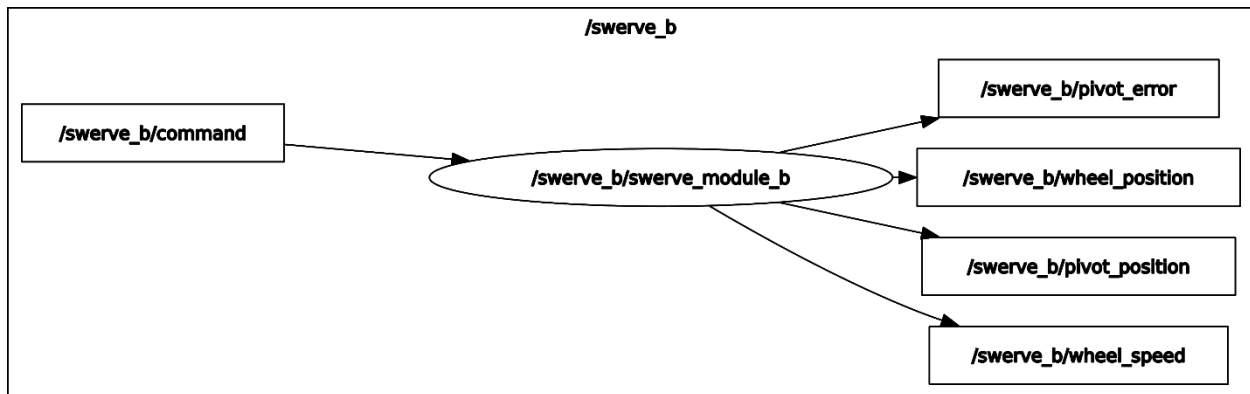 /swerve_b
/swerve_b/command
/swerve_b/swerve_module_b
/swerve_b/pivot_error
/swerve_b/wheel_position
/swerve_b/pivot_position
/swerve_b/wheel_speed